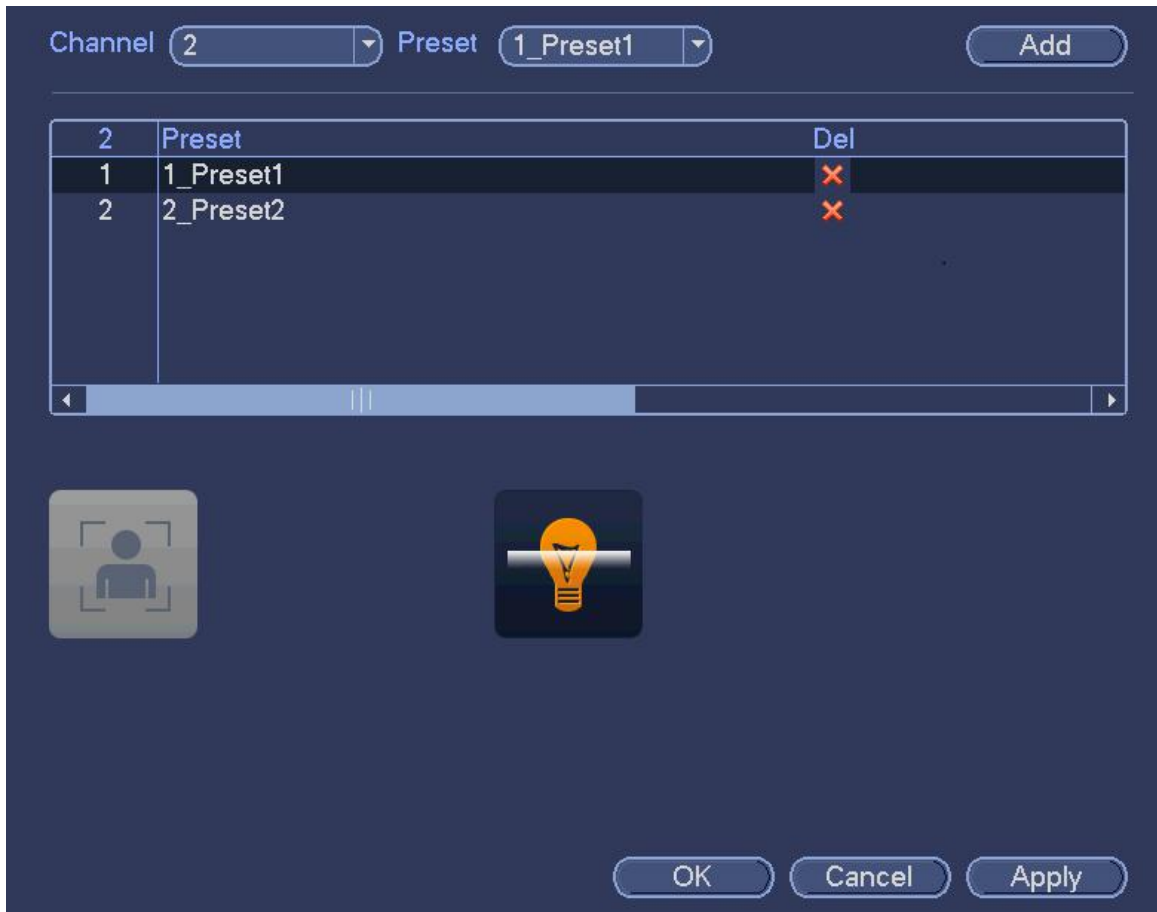 Channel 2 Preset 1_Preset1 Add
2 Preset Del
1 1_Preset1
2 2_Preset2
OK Cancel Apply